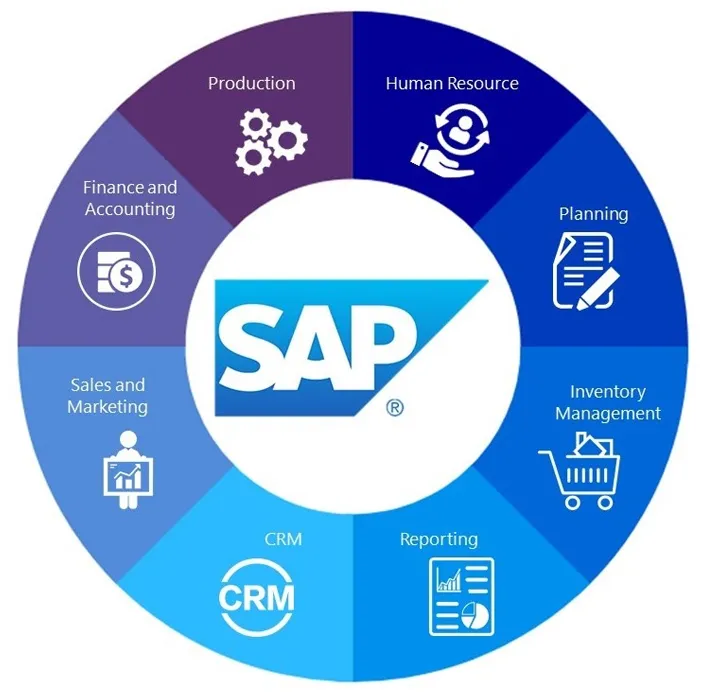 Production
Human Resource
Finance and
Accounting
Planning
$
SAP
®
Sales and
Marketing
Inventory
Management
CRM
Reporting
CRM